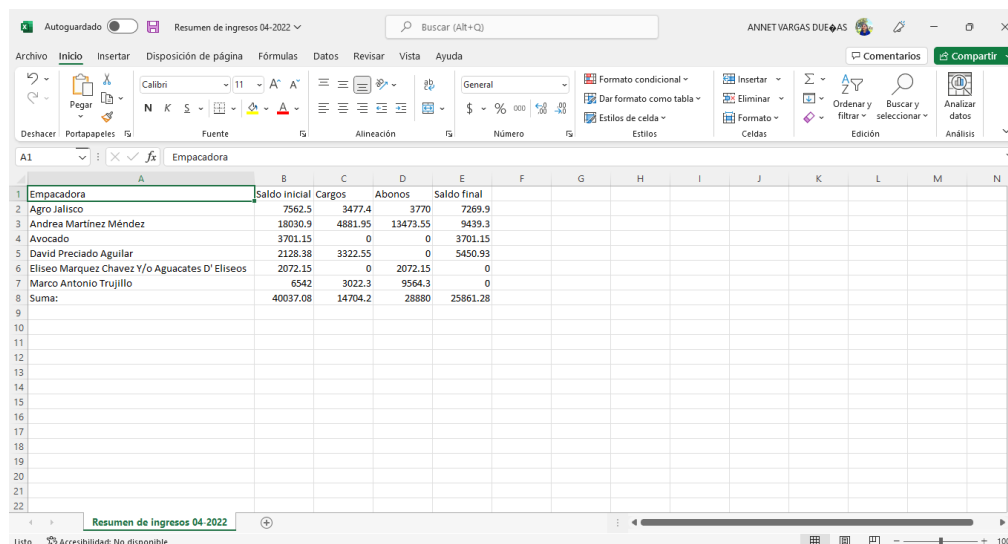 Autoguardado Resumen de ingresos 04-2022 Buscar (Alt+Q) ANNET VARGAS DUE�AS
Archivo Inicio Insertar Disposición de página Fórmulas Datos Revisar Vista Ayuda Comentarios Compartir
Pegar Calibri 11 A A ab General Formato condicional Insertar Ordenar y Buscar y Analizar
N K S A $ % 000 Dar formato como tabla Eliminar filtrar seleccionar datos
Estilos de celda Formato
Deshacer Portapapeles Fuente Alineación Número Estilos Celdas Edición Análisis
A1 fx Empacadora
A B C D E F G H I J K L M N
1 Empacadora Saldo inicial Cargos Abonos Saldo final
2 Agro Jalisco 7562.5 3477.4 3770 7269.9
3 Andrea Martínez Méndez 18030.9 4881.95 13473.55 9439.3
4 Avocado 3701.15 0 0 3701.15
5 David Preciado Aguilar 2128.38 3322.55 0 5450.93
6 Eliseo Marquez Chavez Y/o Aguacates D' Eliseos 2072.15 0 2072.15 0
7 Marco Antonio Trujillo 6542 3022.3 9564.3 0
8 Suma: 40037.08 14704.2 28880 25861.28
9
10
11
12
13
14
15
16
17
18
19
20
21
22
Resumen de ingresos 04-2022
Listo Accesibilidad: No disponible